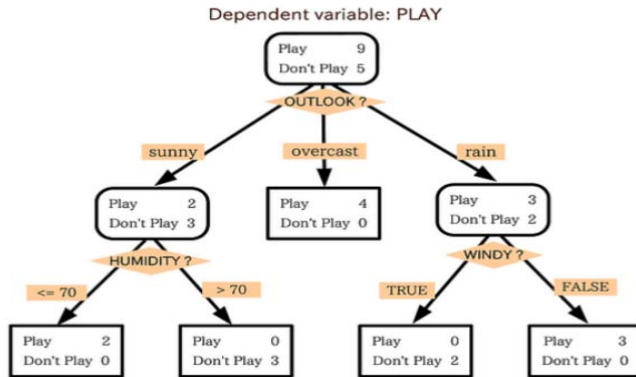 Dependent variable: PLAY
Play 9
Don't Play 5
OUTLOOK ?
sunny
overcast
rain
Play 2
Don't Play 3
Play 4
Don't Play 0
Play 3
Don't Play 2
HUMIDITY ?
WINDY ?
<= 70
> 70
TRUE
FALSE
Play 2
Don't Play 0
Play 0
Don't Play 3
Play 0
Don't Play 2
Play 3
Don't Play 0